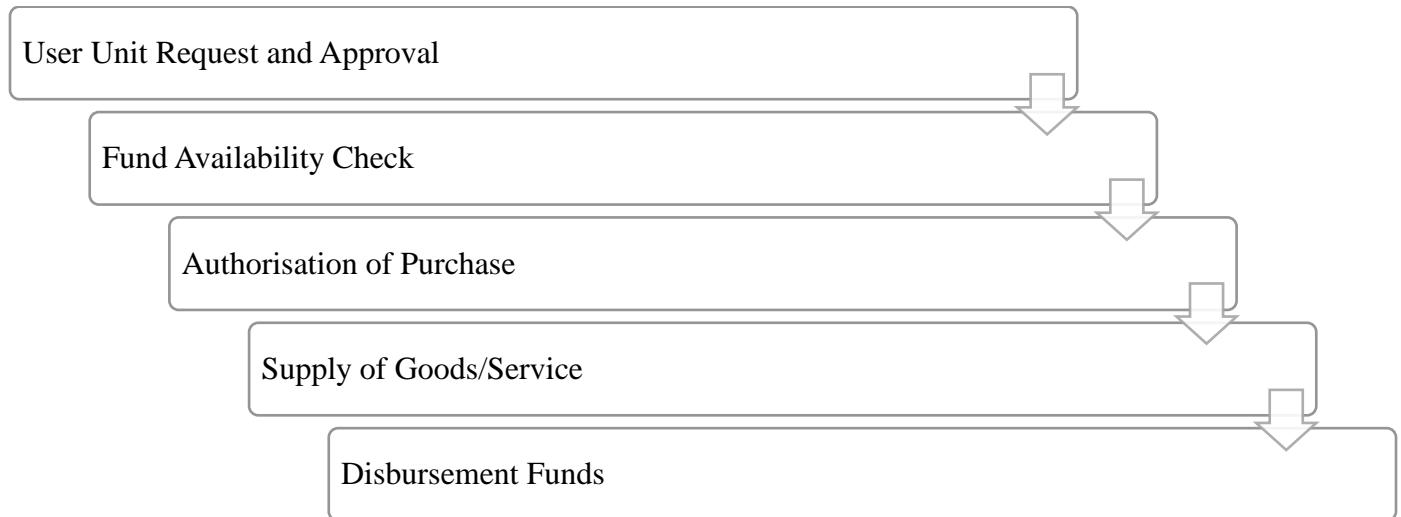 User Unit Request and Approval
Fund Availability Check
Authorisation of Purchase
Supply of Goods/Service
Disbursement Funds